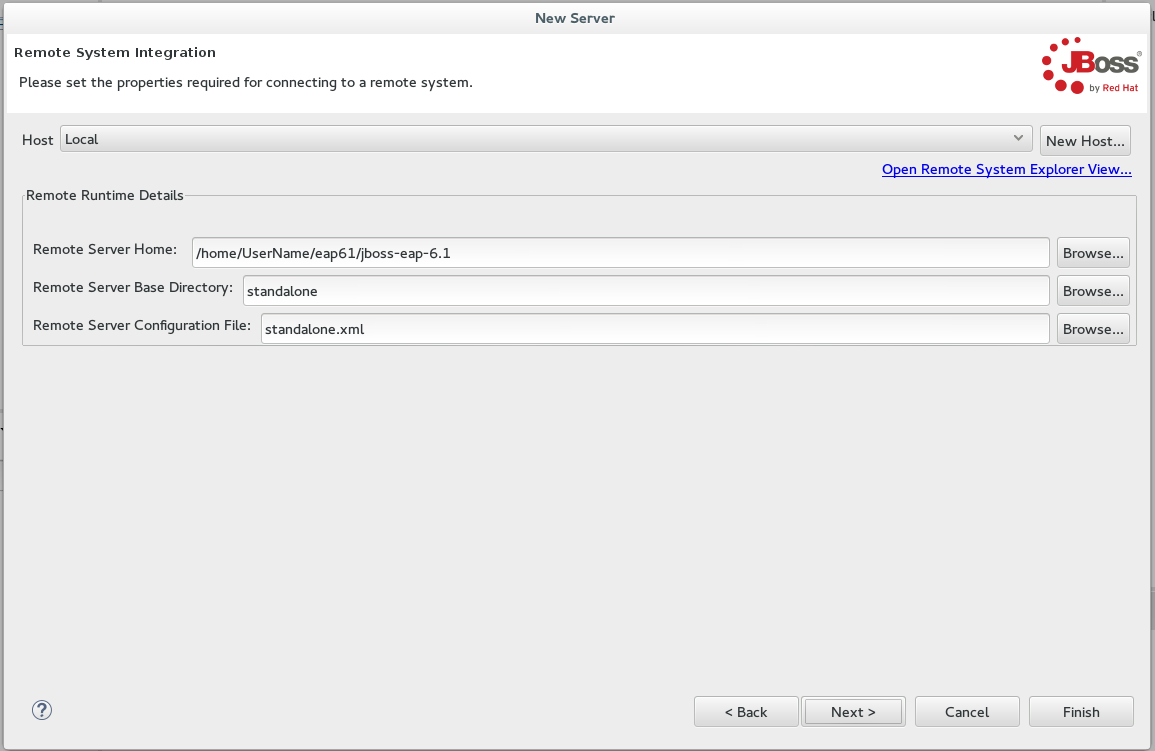 New Server
Remote System Integration
Please set the properties required for connecting to a remote system.
JBoss®
by Red Hat
Host Local New Host...
Open Remote System Explorer View...
Remote Runtime Details
Remote Server Home: /home/UserName/eap61/jboss-eap-6.1 Browse...
Remote Server Base Directory: standalone Browse...
Remote Server Configuration File: standalone.xml Browse...
? < Back Next > Cancel Finish